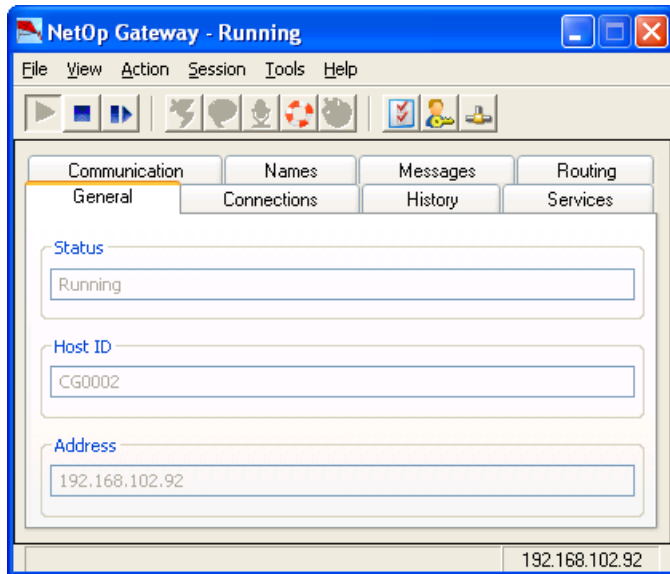 NetOp Gateway - Running
File View Action Session Tools Help
Communication Names Messages Routing
General Connections History Services
Status
Running
Host ID
CG0002
Address
192.168.102.92
192.168.102.92